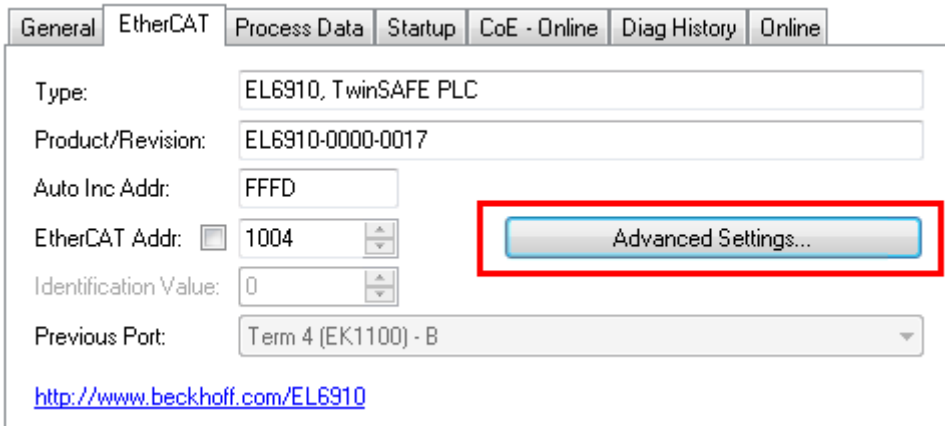 General EtherCAT Process Data Startup CoE - Online Diag History Online
Type: EL6910, TwinSAFE PLC
Product/Revision: EL6910-0000-0017
Auto Inc Addr: FFFD
EtherCAT Addr: 1004 Advanced Settings...
Identification Value: 0
Previous Port: Term 4 (EK1100) - B
http://www.beckhoff.com/EL6910